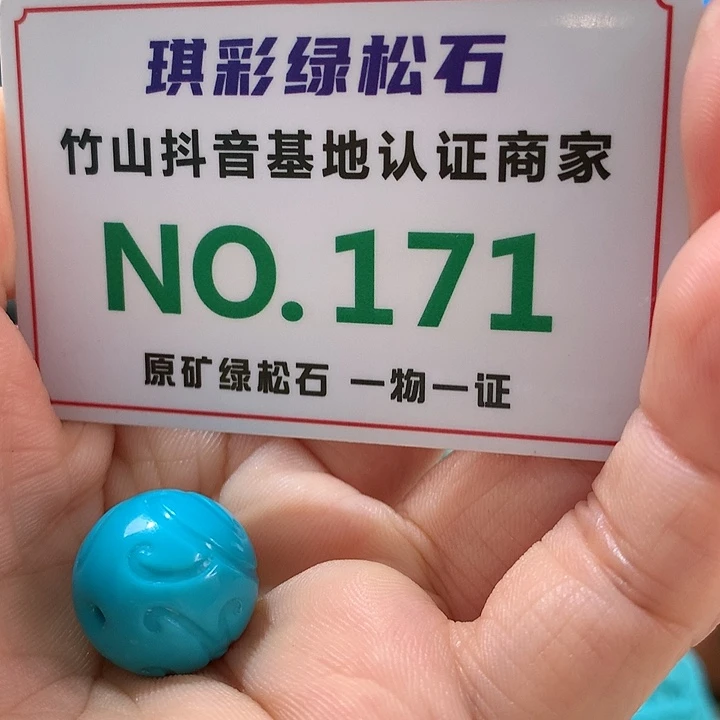 琪彩绿松石
竹山抖音基地认证商家
NO.171
原矿绿松石 一物一证